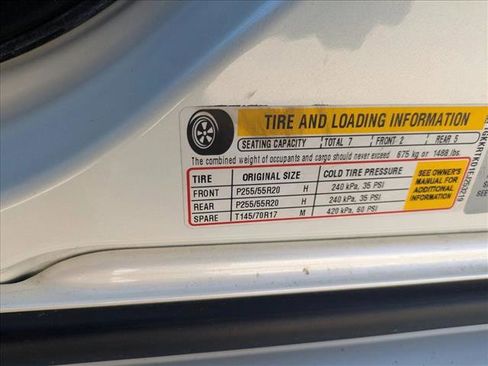 TIRE AND LOADING INFORMATION
SEATING CAPACITY TOTAL 7 FRONT 2 REAR 5
The combined weight of occupants and cargo should never exceed 675 kg or 1488 lbs.
TIRE ORIGINAL SIZE COLD TIRE PRESSURE
FRONT P255/55R20 H 240 kPa, 35 PSI
REAR P255/55R20 H 240 kPa, 35 PSI
SPARE T145/70R17 M 420 kPa, 60 PSI
SEE OWNER'S
MANUAL FOR
ADDITIONAL
INFORMATION